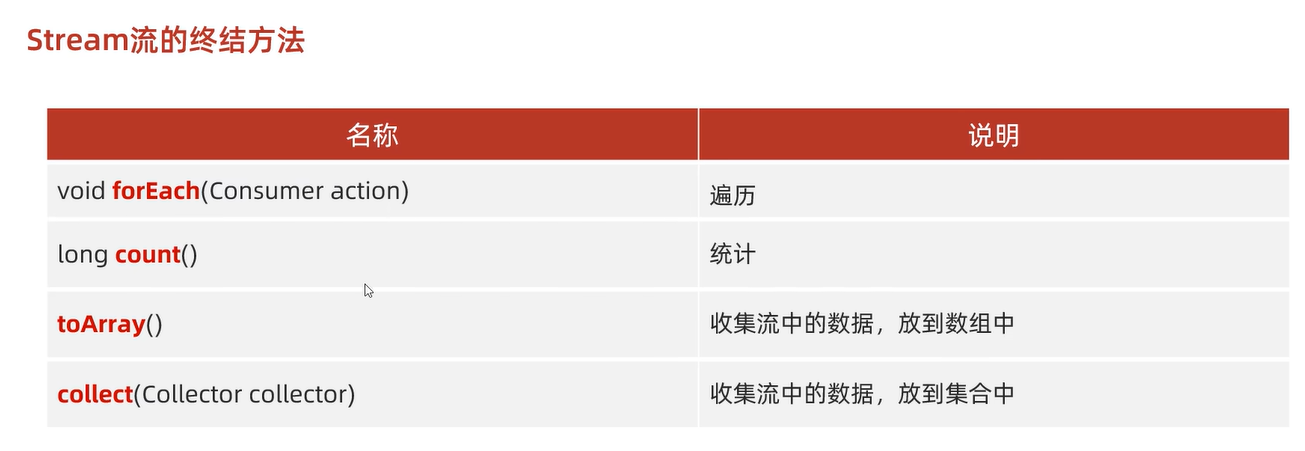 Stream流的终结方法
名称 说明
void forEach(Consumer action) 遍历
long count() 统计
toArray() 收集流中的数据，放到数组中
collect(Collector collector) 收集流中的数据，放到集合中